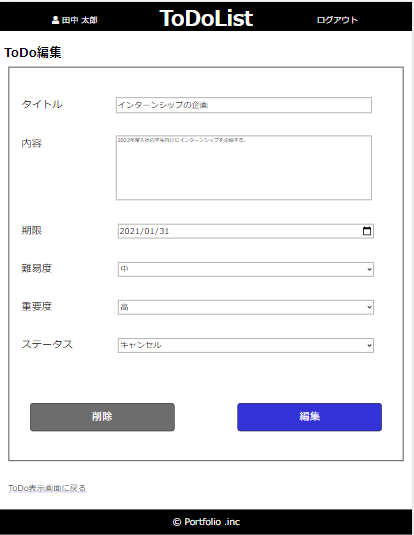 田中 太郎
ToDoList
ログアウト
ToDo編集
タイトル
インターンシップの企画
内容
2022年度入社の学生向けにインターンシップを企画する。
期限
2021/01/31
難易度
中
重要度
高
ステータス
キャンセル
削除
編集
ToDo表示画面に戻る
© Portfolio .inc